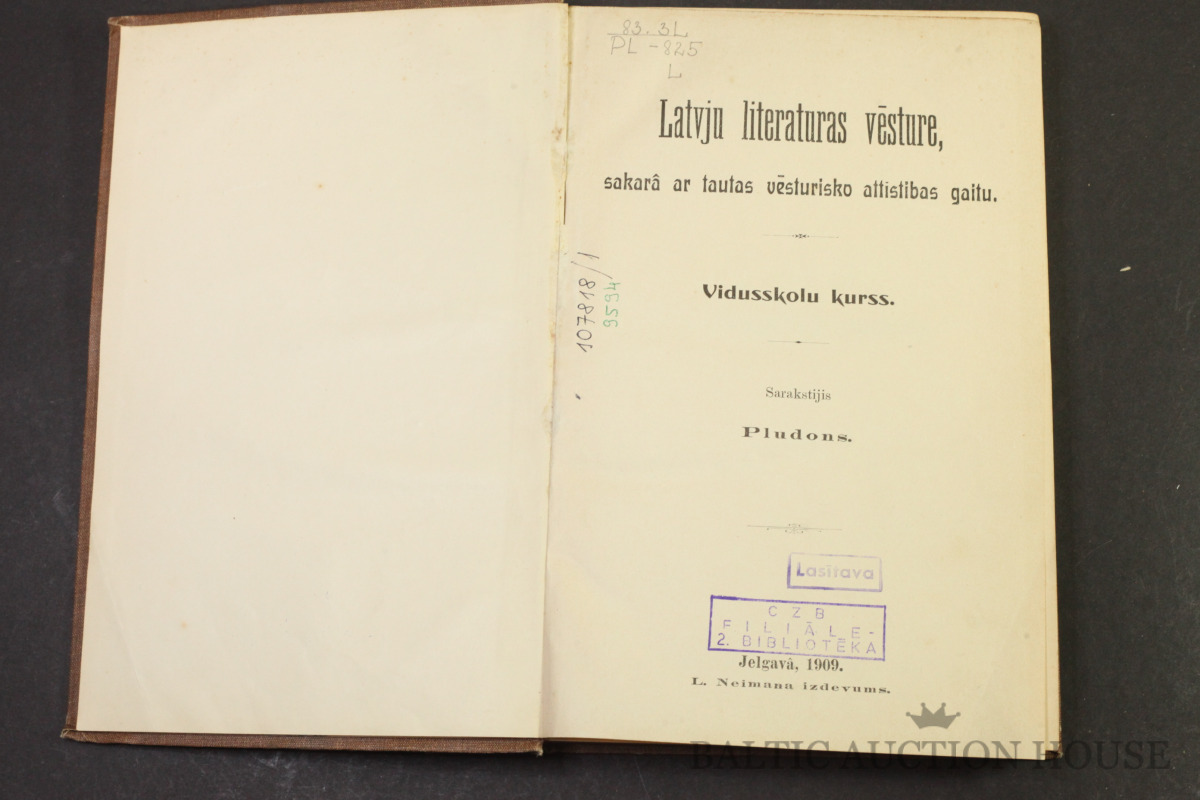 83.3L
PL-825
L
Latvju literaturas vēsture,
sakarâ ar tautas vēsturisko attistibas gaitu.
Vidusskolu kurss.
Sarakstijis
Pludons.
107818/1
9594
Lasītava
CZB
FILIĀLE-
2. BIBLIOTĒKA
Jelgavâ, 1909.
L. Neimana izdevums.
BALTIC AUCTION HOUSE